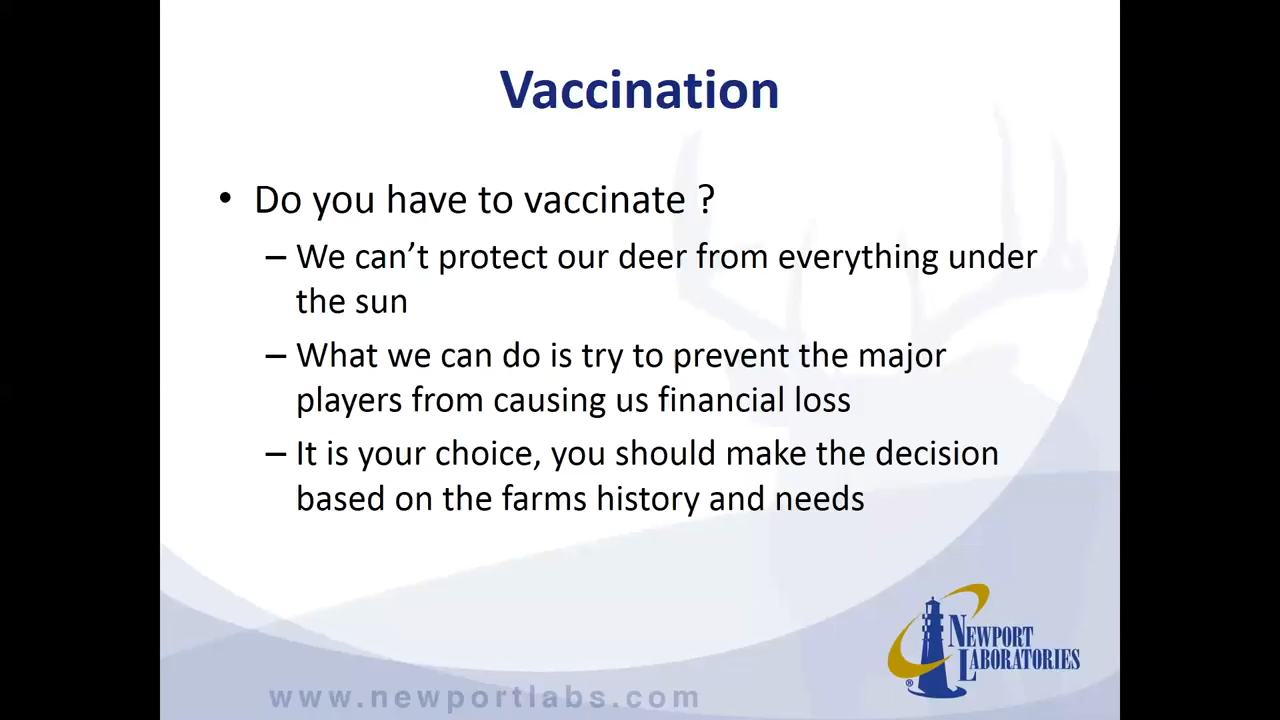 Vaccination
• Do you have to vaccinate ?
– We can’t protect our deer from everything under
the sun
– What we can do is try to prevent the major
players from causing us financial loss
– It is your choice, you should make the decision
based on the farms history and needs
NEWPORT
LABORATORIES
®
www.newportlabs.com